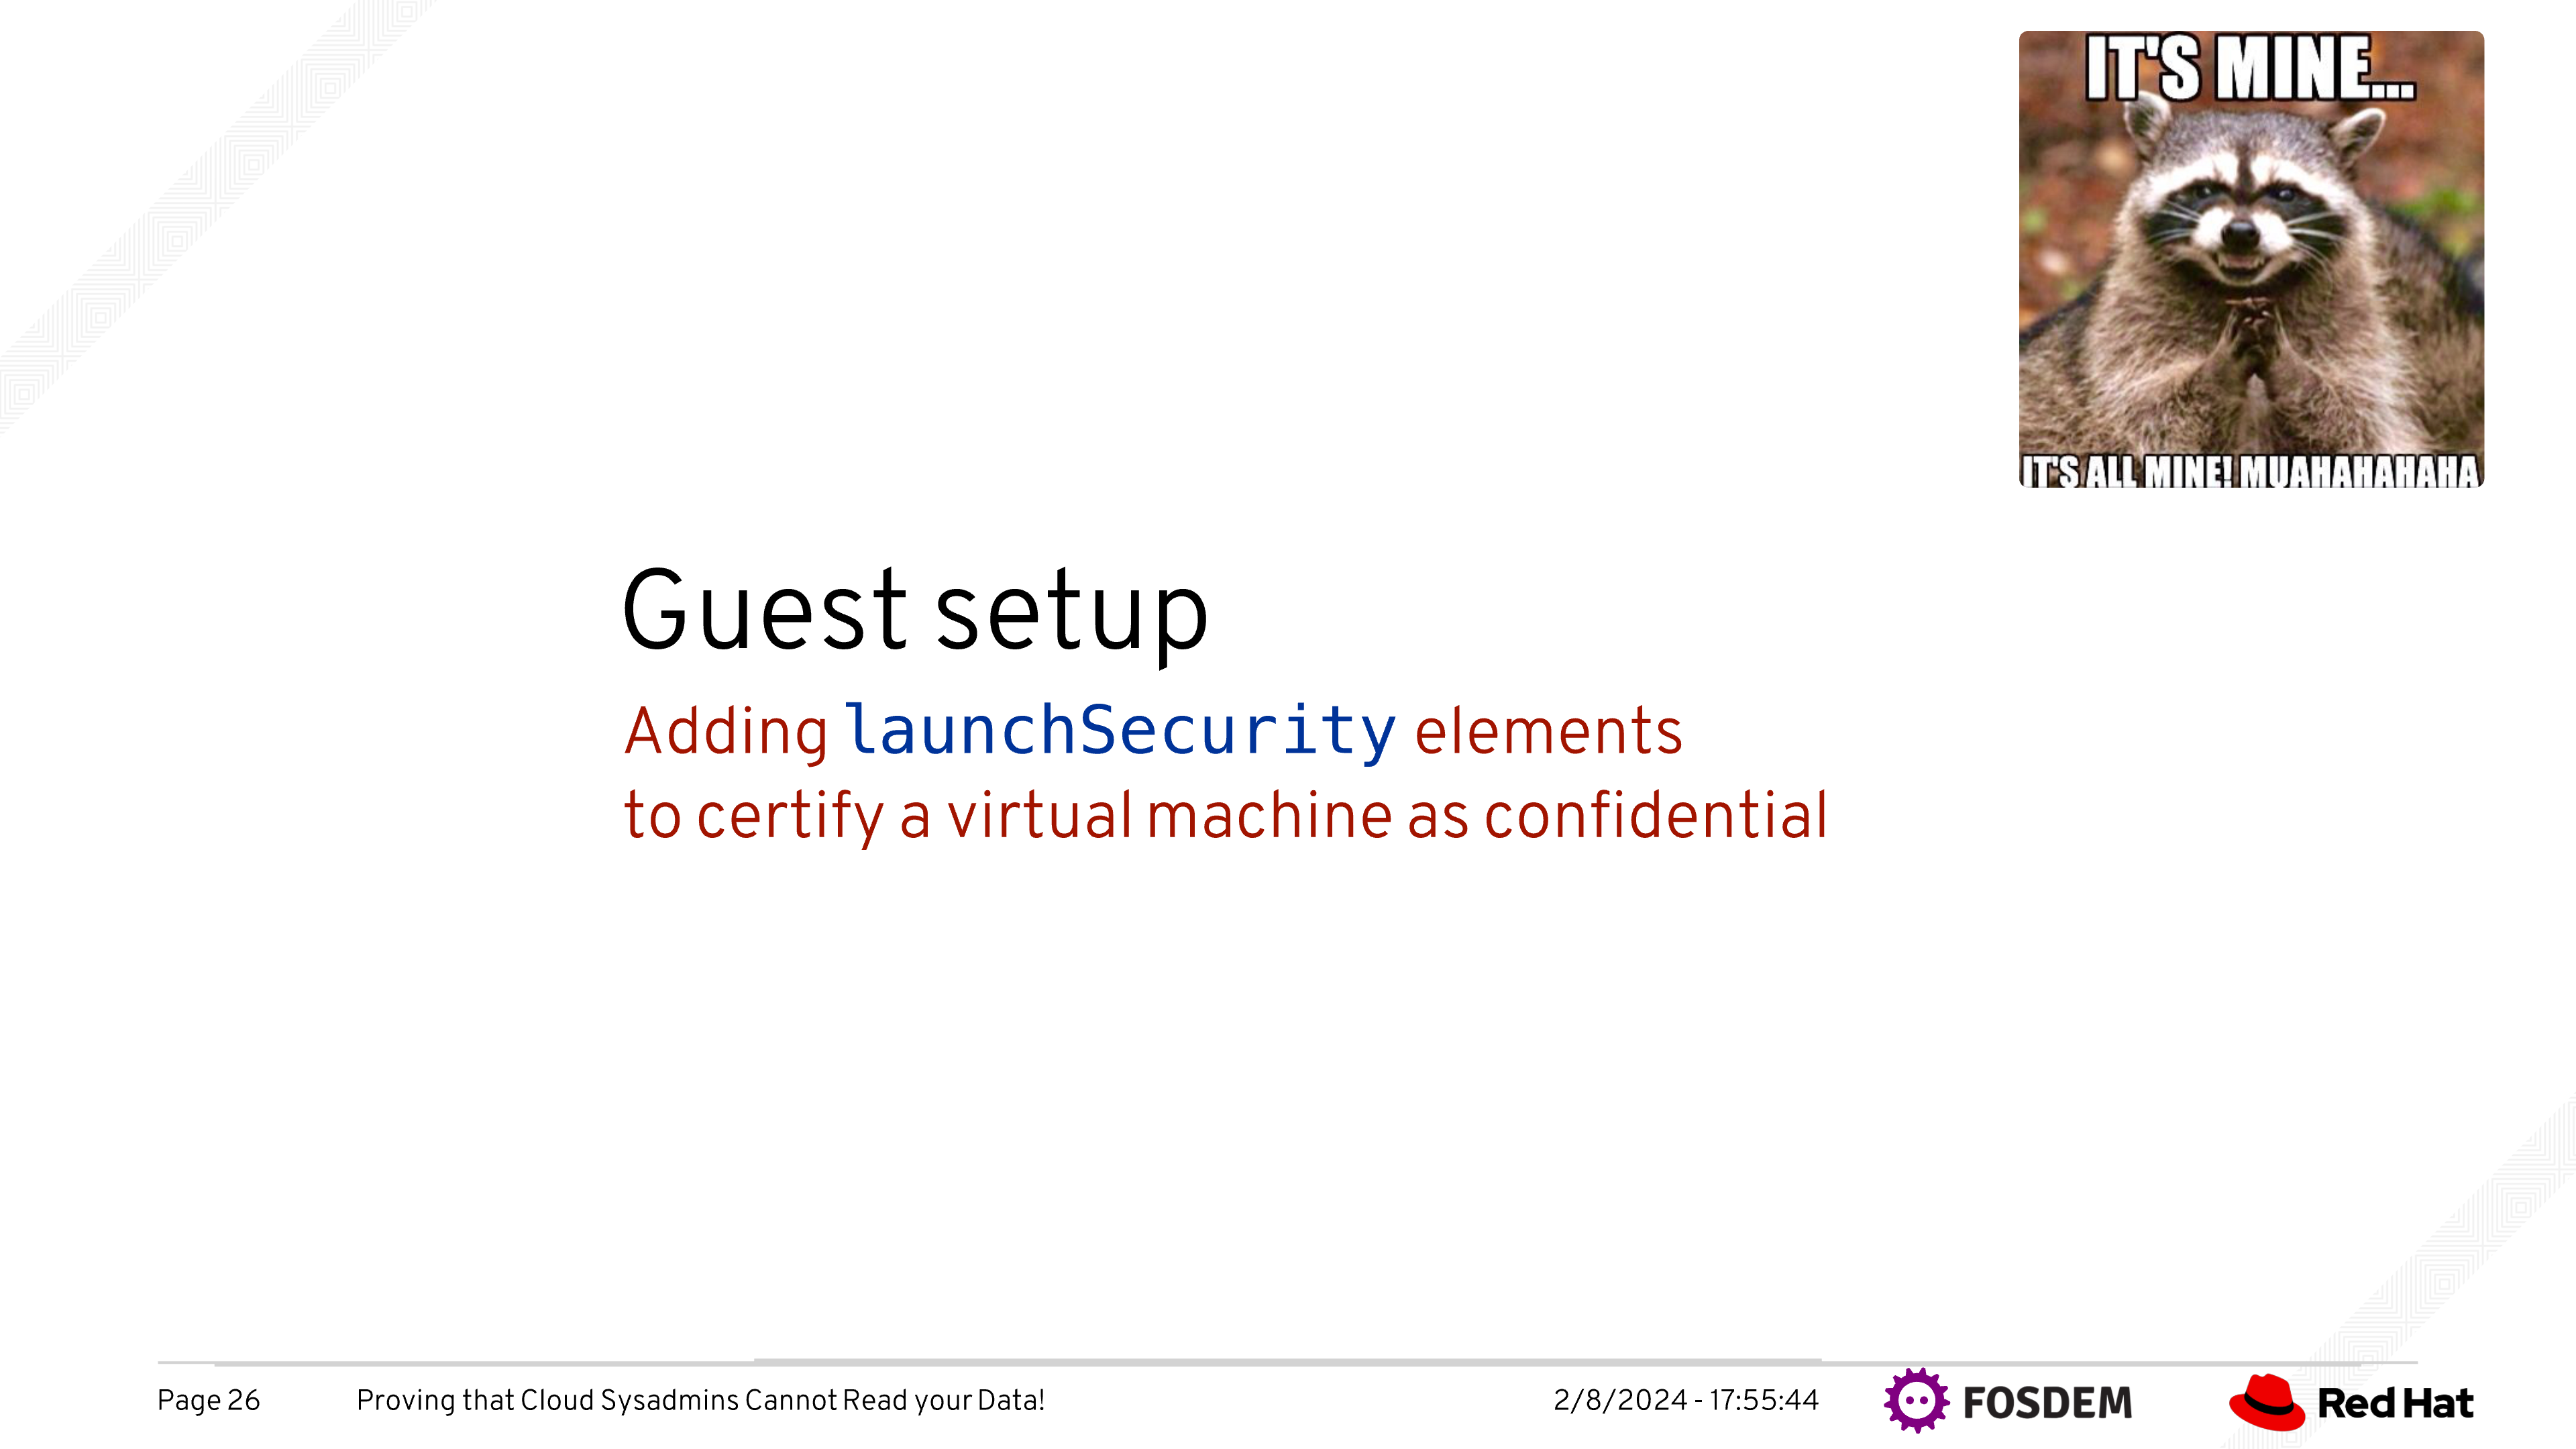 IT'S MINE...
IT'S ALL MINE! MUAHAHAHAHA
Guest setup
Adding launchSecurity elements
to certify a virtual machine as confidential
Page 26 Proving that Cloud Sysadmins Cannot Read your Data! 2/8/2024 - 17:55:44 FOSDEM Red Hat